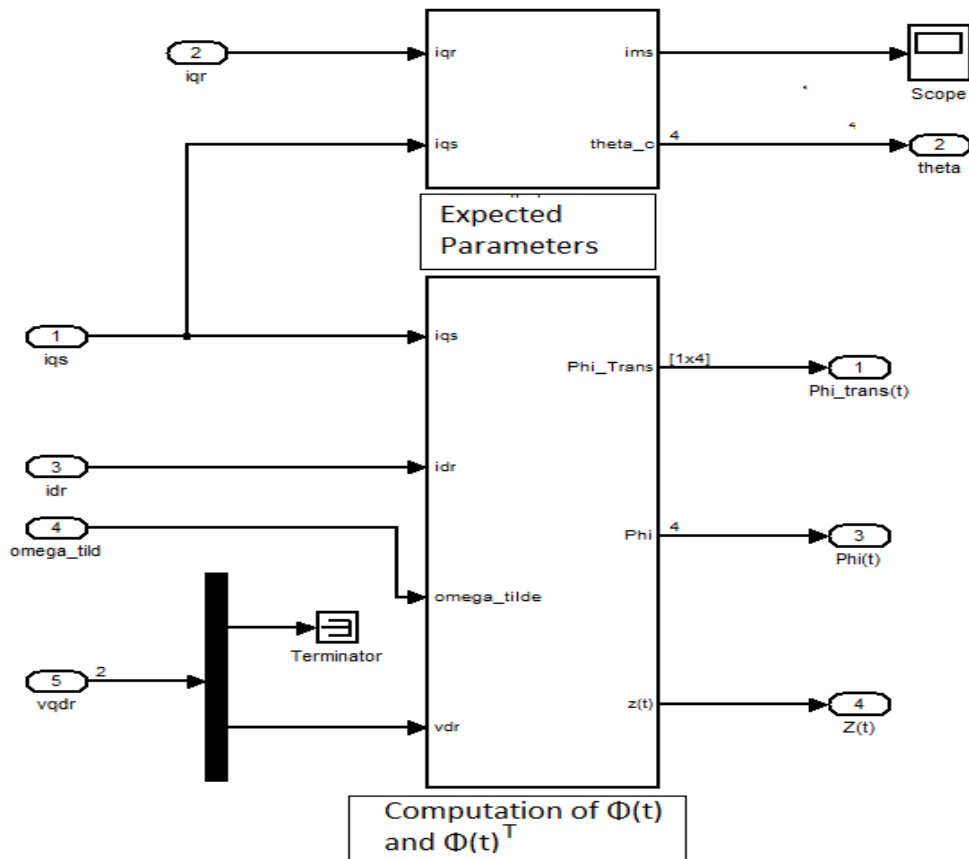 2
iqr
iqr
ims
Scope
iqs
theta_c
4
4
2
theta
Expected
Parameters
1
iqs
iqs
Phi_Trans
[1x4]
1
Phi_trans(t)
3
idr
idr
4
omega_tild
Phi
4
3
Phi(t)
omega_tilde
Terminator
5
vqdr
2
vdr
z(t)
4
Z(t)
Computation of Φ(t)
and Φ(t)ᵀ